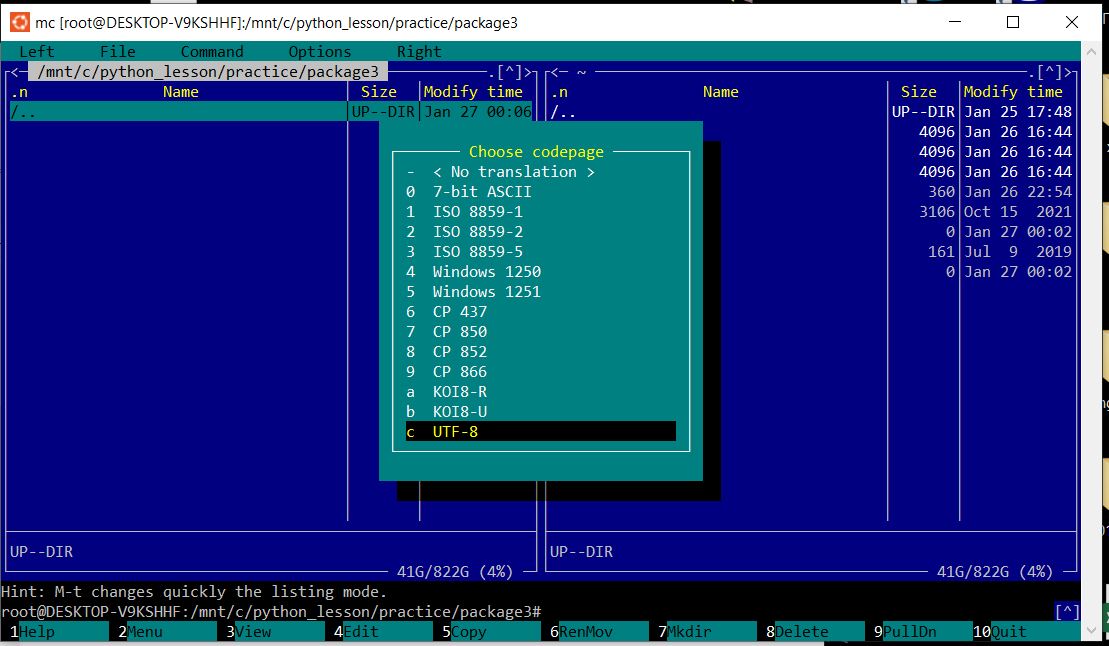 mc [root@DESKTOP-V9KSHHF]:/mnt/c/python_lesson/practice/package3
Left File Command Options Right
<─ /mnt/c/python_lesson/practice/package3 ─.[^]>
.n Name Size Modify time
/.. UP--DIR Jan 27 00:06
<─ ~ ─.[^]>
.n Name Size Modify time
/.. UP--DIR Jan 25 17:48
4096 Jan 26 16:44
4096 Jan 26 16:44
4096 Jan 26 16:44
360 Jan 26 22:54
3106 Oct 15 2021
0 Jan 27 00:02
161 Jul 9 2019
0 Jan 27 00:02
Choose codepage
- < No translation >
0 7-bit ASCII
1 ISO 8859-1
2 ISO 8859-2
3 ISO 8859-5
4 Windows 1250
5 Windows 1251
6 CP 437
7 CP 850
8 CP 852
9 CP 866
a KOI8-R
b KOI8-U
c UTF-8
UP--DIR
41G/822G (4%)
UP--DIR
41G/822G (4%)
Hint: M-t changes quickly the listing mode.
root@DESKTOP-V9KSHHF:/mnt/c/python_lesson/practice/package3# [^]
1Help 2Menu 3View 4Edit 5Copy 6RenMov 7Mkdir 8Delete 9PullDn 10Quit